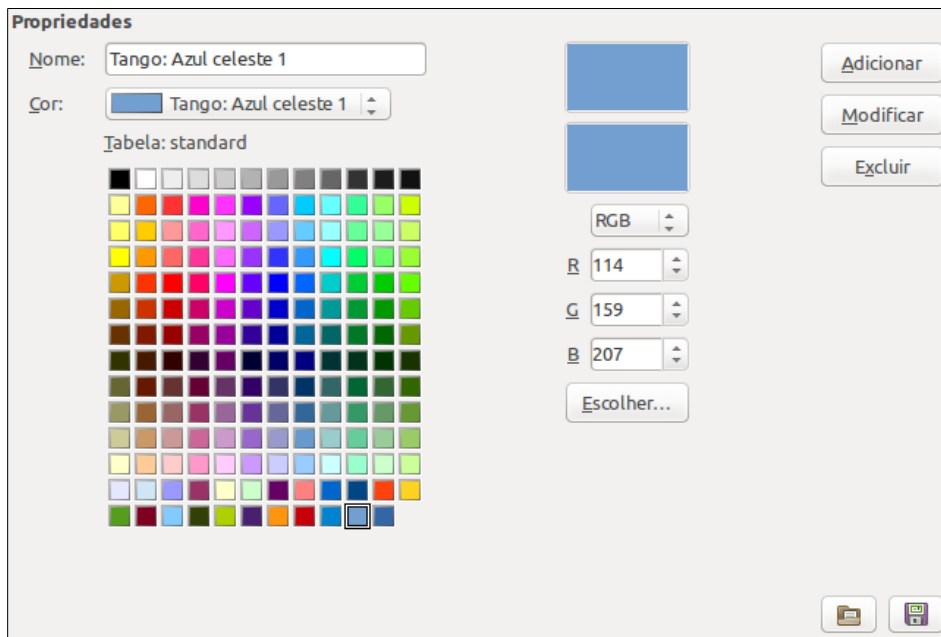 Propriedades
Nome: Tango: Azul celeste 1
Adicionar
Cor: Tango: Azul celeste 1
Modificar
Tabela: standard
Excluir
RGB
R 114
G 159
B 207
Escolher...